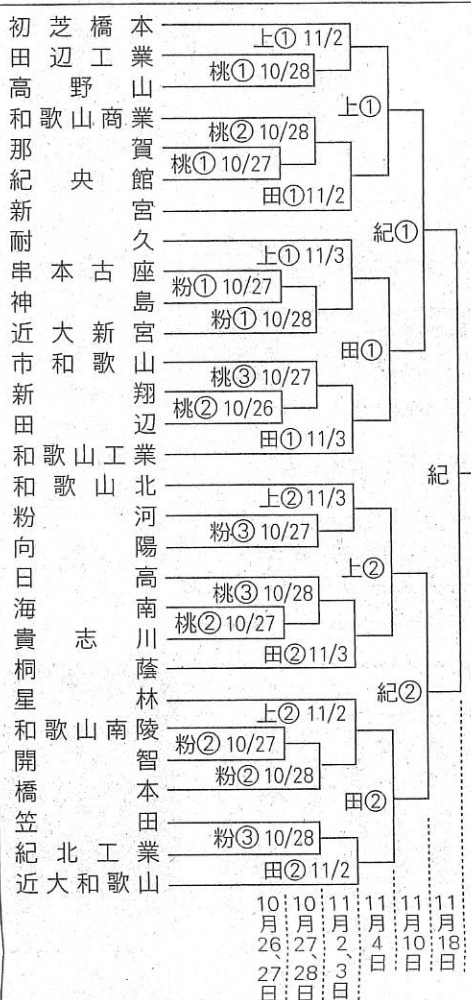 初芝橋本
上① 11/2
田辺工業
桃① 10/28
高野山
上①
和歌山商業
桃② 10/28
那賀
桃① 10/27
紀央館
田① 11/2
新宮
紀①
耐久
上① 11/3
串本古座
粉① 10/27
神島
粉① 10/28
近大新宮
田①
市和歌山
桃③ 10/27
新翔
桃② 10/26
田辺
田① 11/3
和歌山工業
紀
和歌山北
上② 11/3
粉河
粉③ 10/27
向陽
上②
日高
桃③ 10/28
海南
桃② 10/27
貴志川
田② 11/3
桐蔭
紀②
星林
上② 11/2
和歌山南陵
粉② 10/27
開智
粉② 10/28
橋本
田②
笠田
粉③ 10/28
紀北工業
田② 11/2
近大和歌山
10月26、27日
10月27、28日
11月2、3日
11月4日
11月10日
11月18日